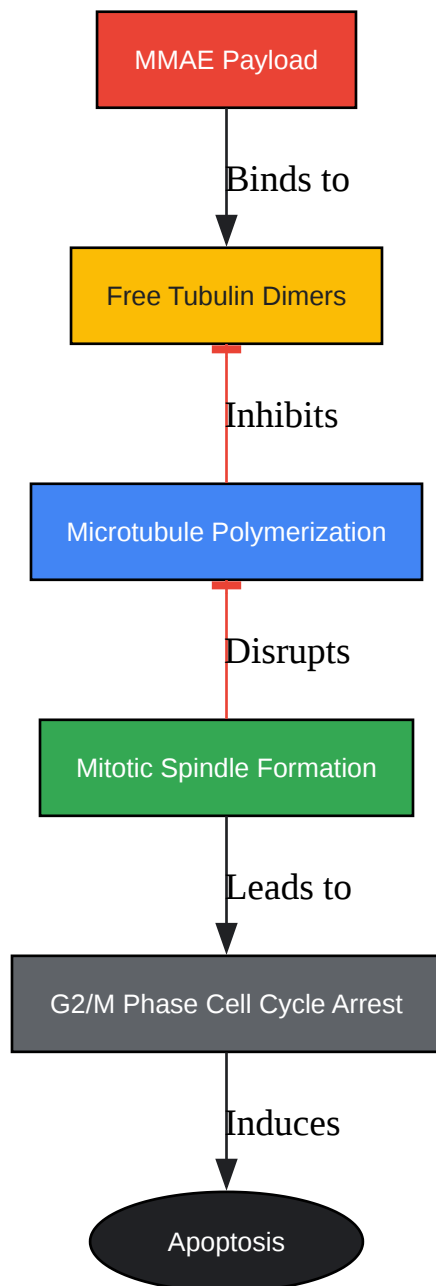 MMAE Payload
Binds to
Free Tubulin Dimers
Inhibits
Microtubule Polymerization
Disrupts
Mitotic Spindle Formation
Leads to
G2/M Phase Cell Cycle Arrest
Induces
Apoptosis